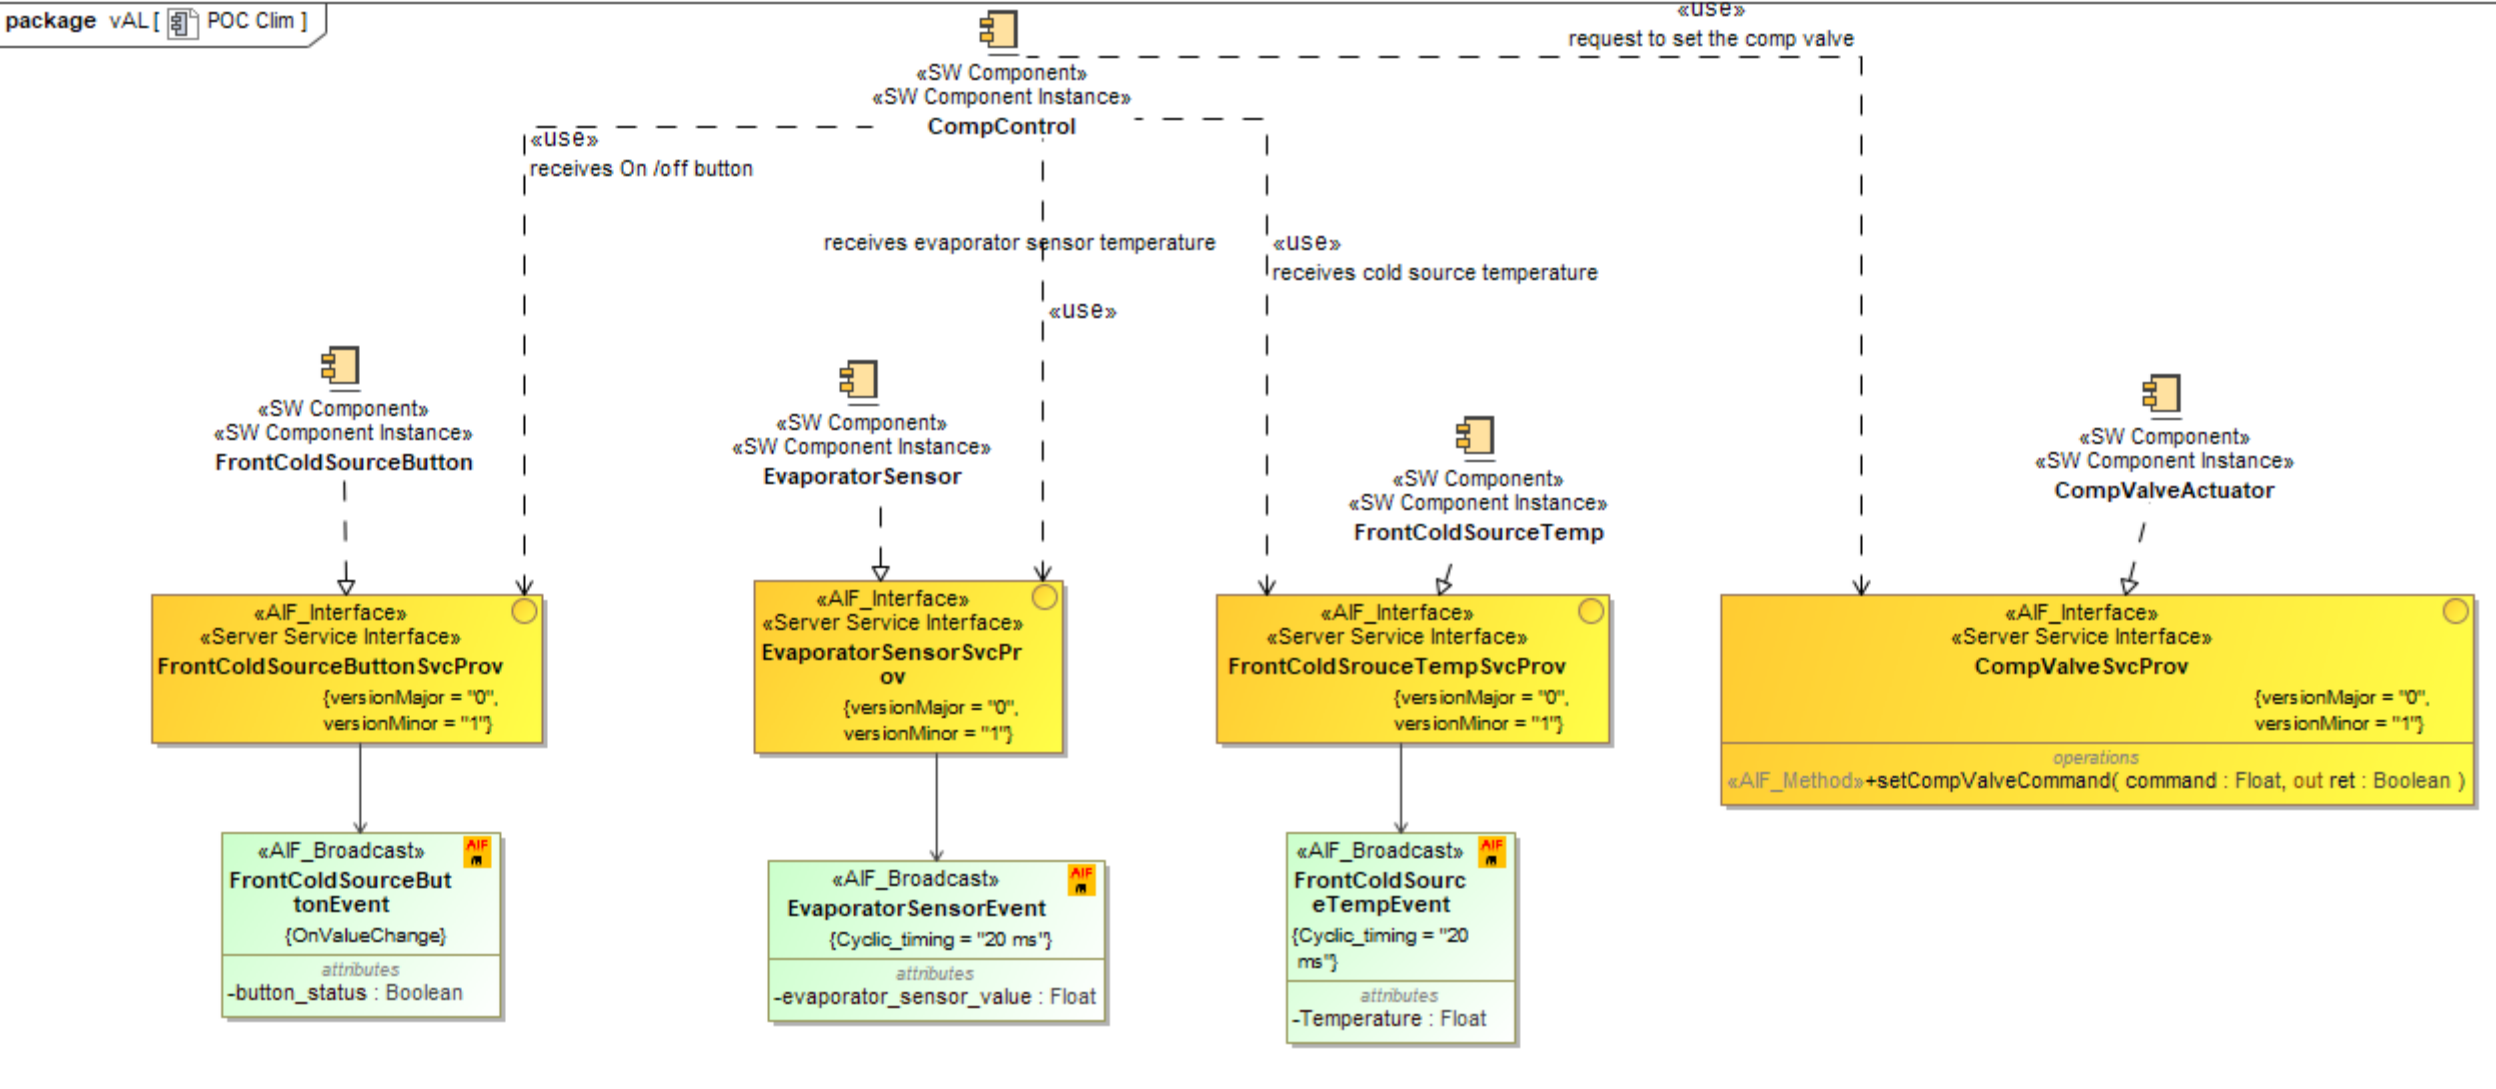 package vAL [ POC Clim ]
«use»
request to set the comp valve
«SW Component»
«SW Component Instance»
CompControl
«use»
receives On /off button
receives evaporator sensor temperature
«use»
«use»
receives cold source temperature
«SW Component»
«SW Component Instance»
FrontColdSourceButton
«SW Component»
«SW Component Instance»
EvaporatorSensor
«SW Component»
«SW Component Instance»
FrontColdSourceTemp
«SW Component»
«SW Component Instance»
CompValveActuator
«AIF_Interface»
«Server Service Interface»
FrontColdSourceButtonSvcProv
{versionMajor = "0",
versionMinor = "1"}
«AIF_Interface»
«Server Service Interface»
EvaporatorSensorSvcPr
ov
{versionMajor = "0",
versionMinor = "1"}
«AIF_Interface»
«Server Service Interface»
FrontColdSrouceTempSvcProv
{versionMajor = "0",
versionMinor = "1"}
«AIF_Interface»
«Server Service Interface»
CompValveSvcProv
{versionMajor = "0",
versionMinor = "1"}
operations
«AIF_Method»+setCompValveCommand( command : Float, out ret : Boolean )
«AIF_Broadcast»
AIF
FrontColdSourceBut
tonEvent
{OnValueChange}
attributes
-button_status : Boolean
«AIF_Broadcast»
AIF
EvaporatorSensorEvent
{Cyclic_timing = "20 ms"}
attributes
-evaporator_sensor_value : Float
«AIF_Broadcast»
AIF
FrontColdSourc
eTempEvent
{Cyclic_timing = "20
ms"}
attributes
-Temperature : Float